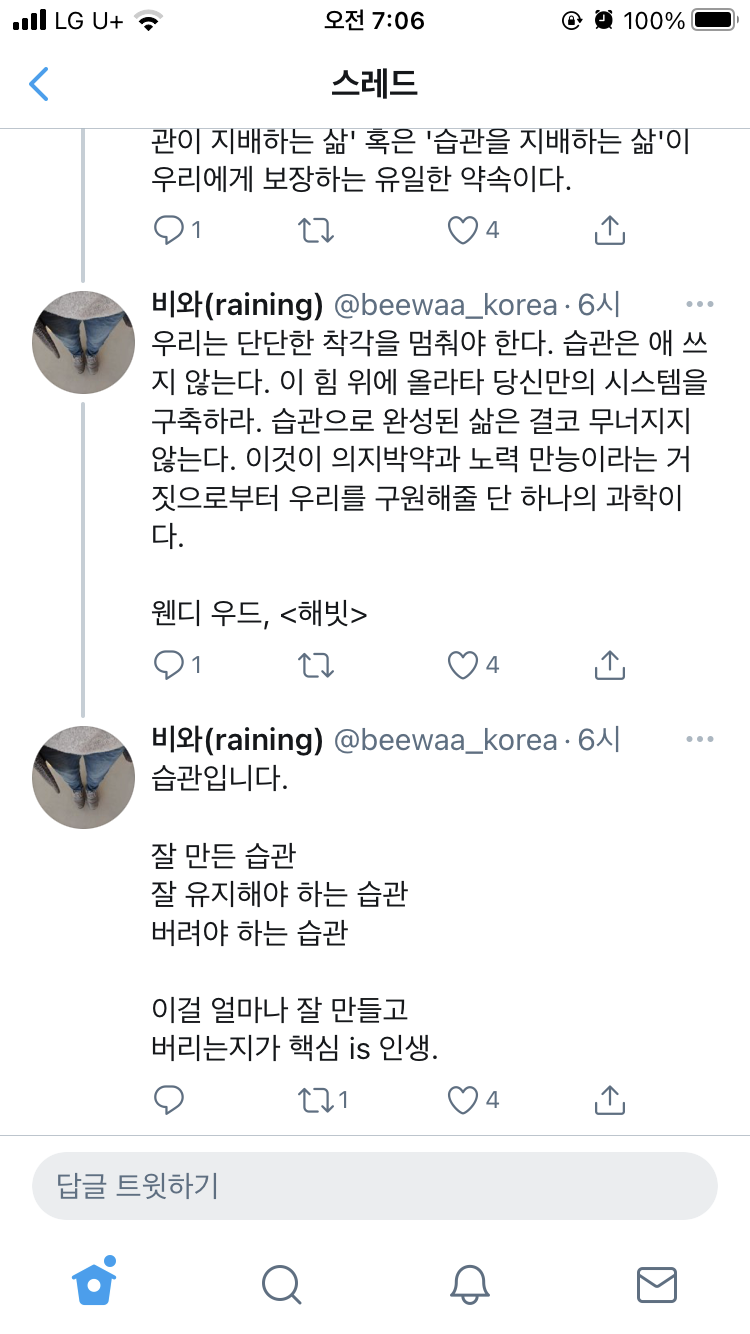 LG U+ 오전 7:06 100%
스레드
관이 지배하는 삶' 혹은 '습관을 지배하는 삶'이
우리에게 보장하는 유일한 약속이다.
1 4
비와(raining) @beewaa_korea · 6시
우리는 단단한 착각을 멈춰야 한다. 습관은 애 쓰
지 않는다. 이 힘 위에 올라타 당신만의 시스템을
구축하라. 습관으로 완성된 삶은 결코 무너지지
않는다. 이것이 의지박약과 노력 만능이라는 거
짓으로부터 우리를 구원해줄 단 하나의 과학이
다.
웬디 우드, <해빗>
1 4
비와(raining) @beewaa_korea · 6시
습관입니다.
잘 만든 습관
잘 유지해야 하는 습관
버려야 하는 습관
이걸 얼마나 잘 만들고
버리는지가 핵심 is 인생.
1 4
답글 트윗하기